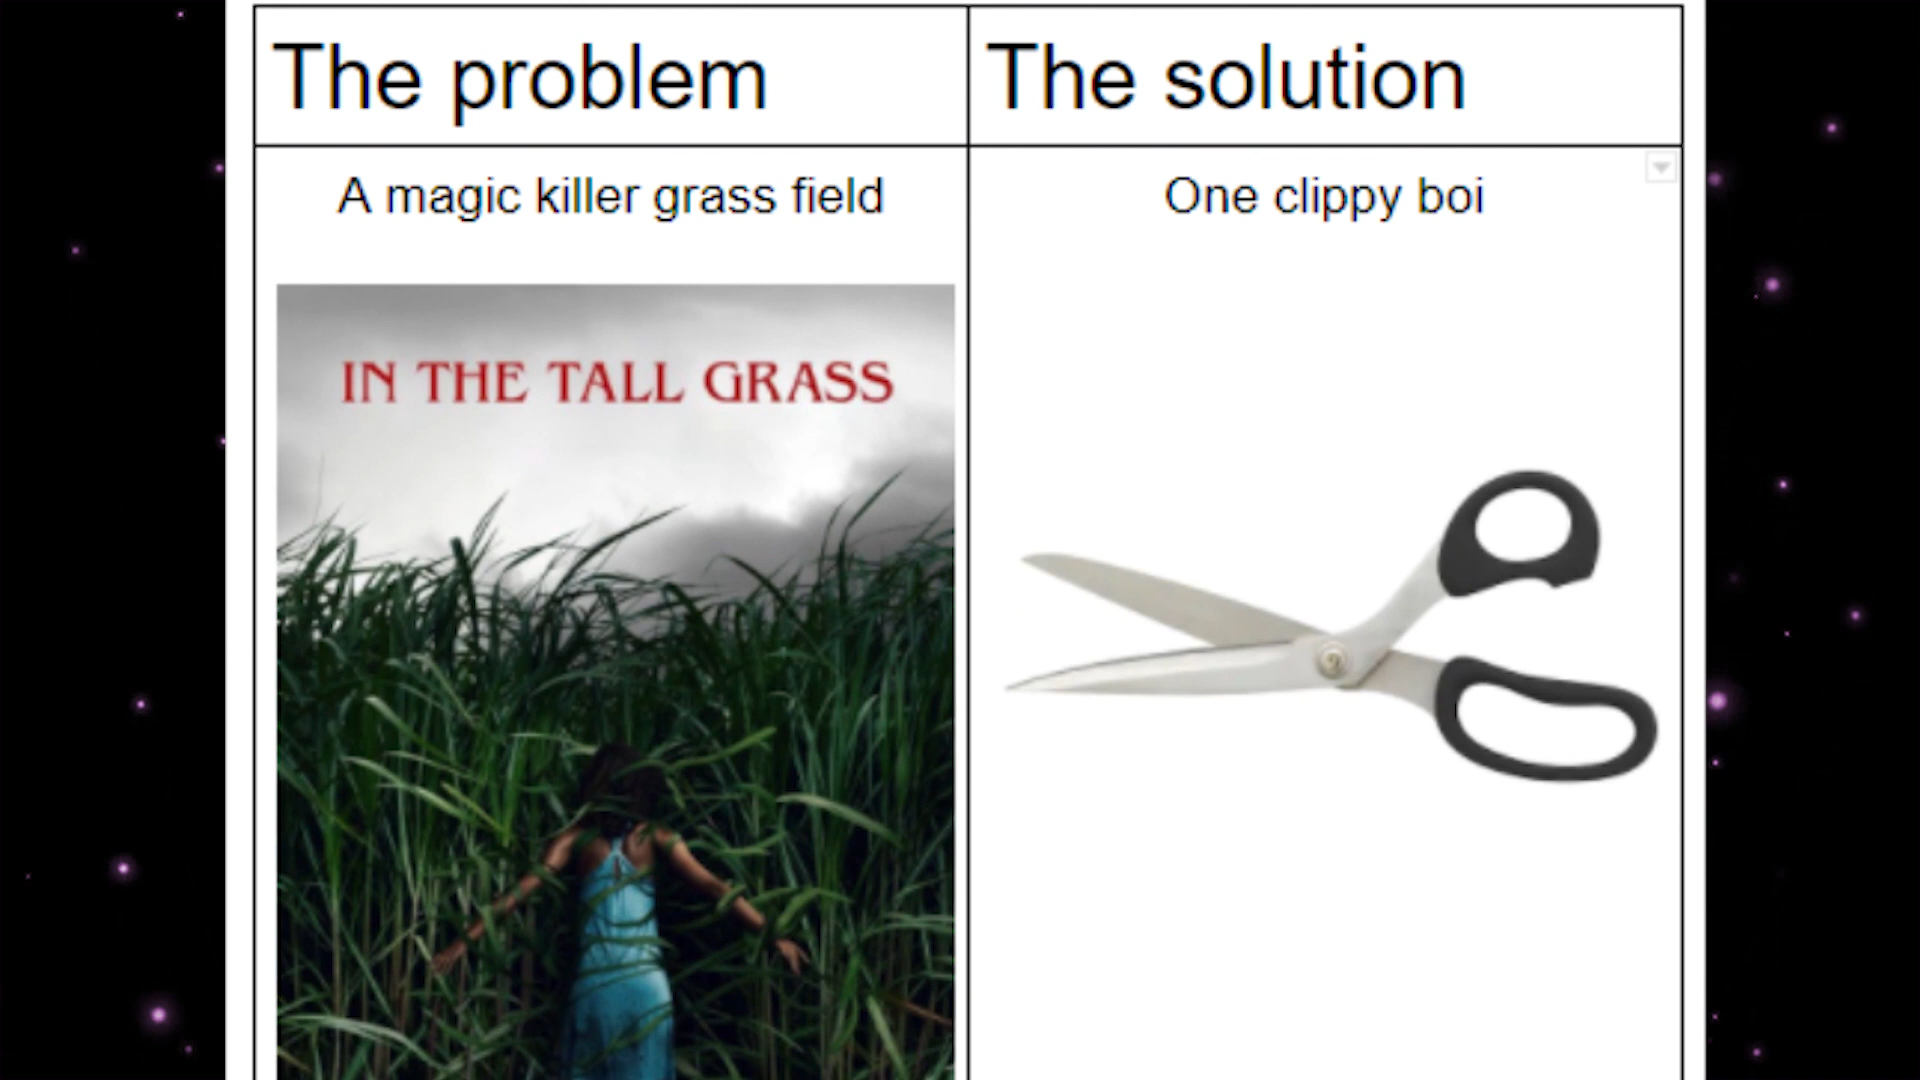 The problem
The solution
A magic killer grass field
One clippy boi
IN THE TALL GRASS